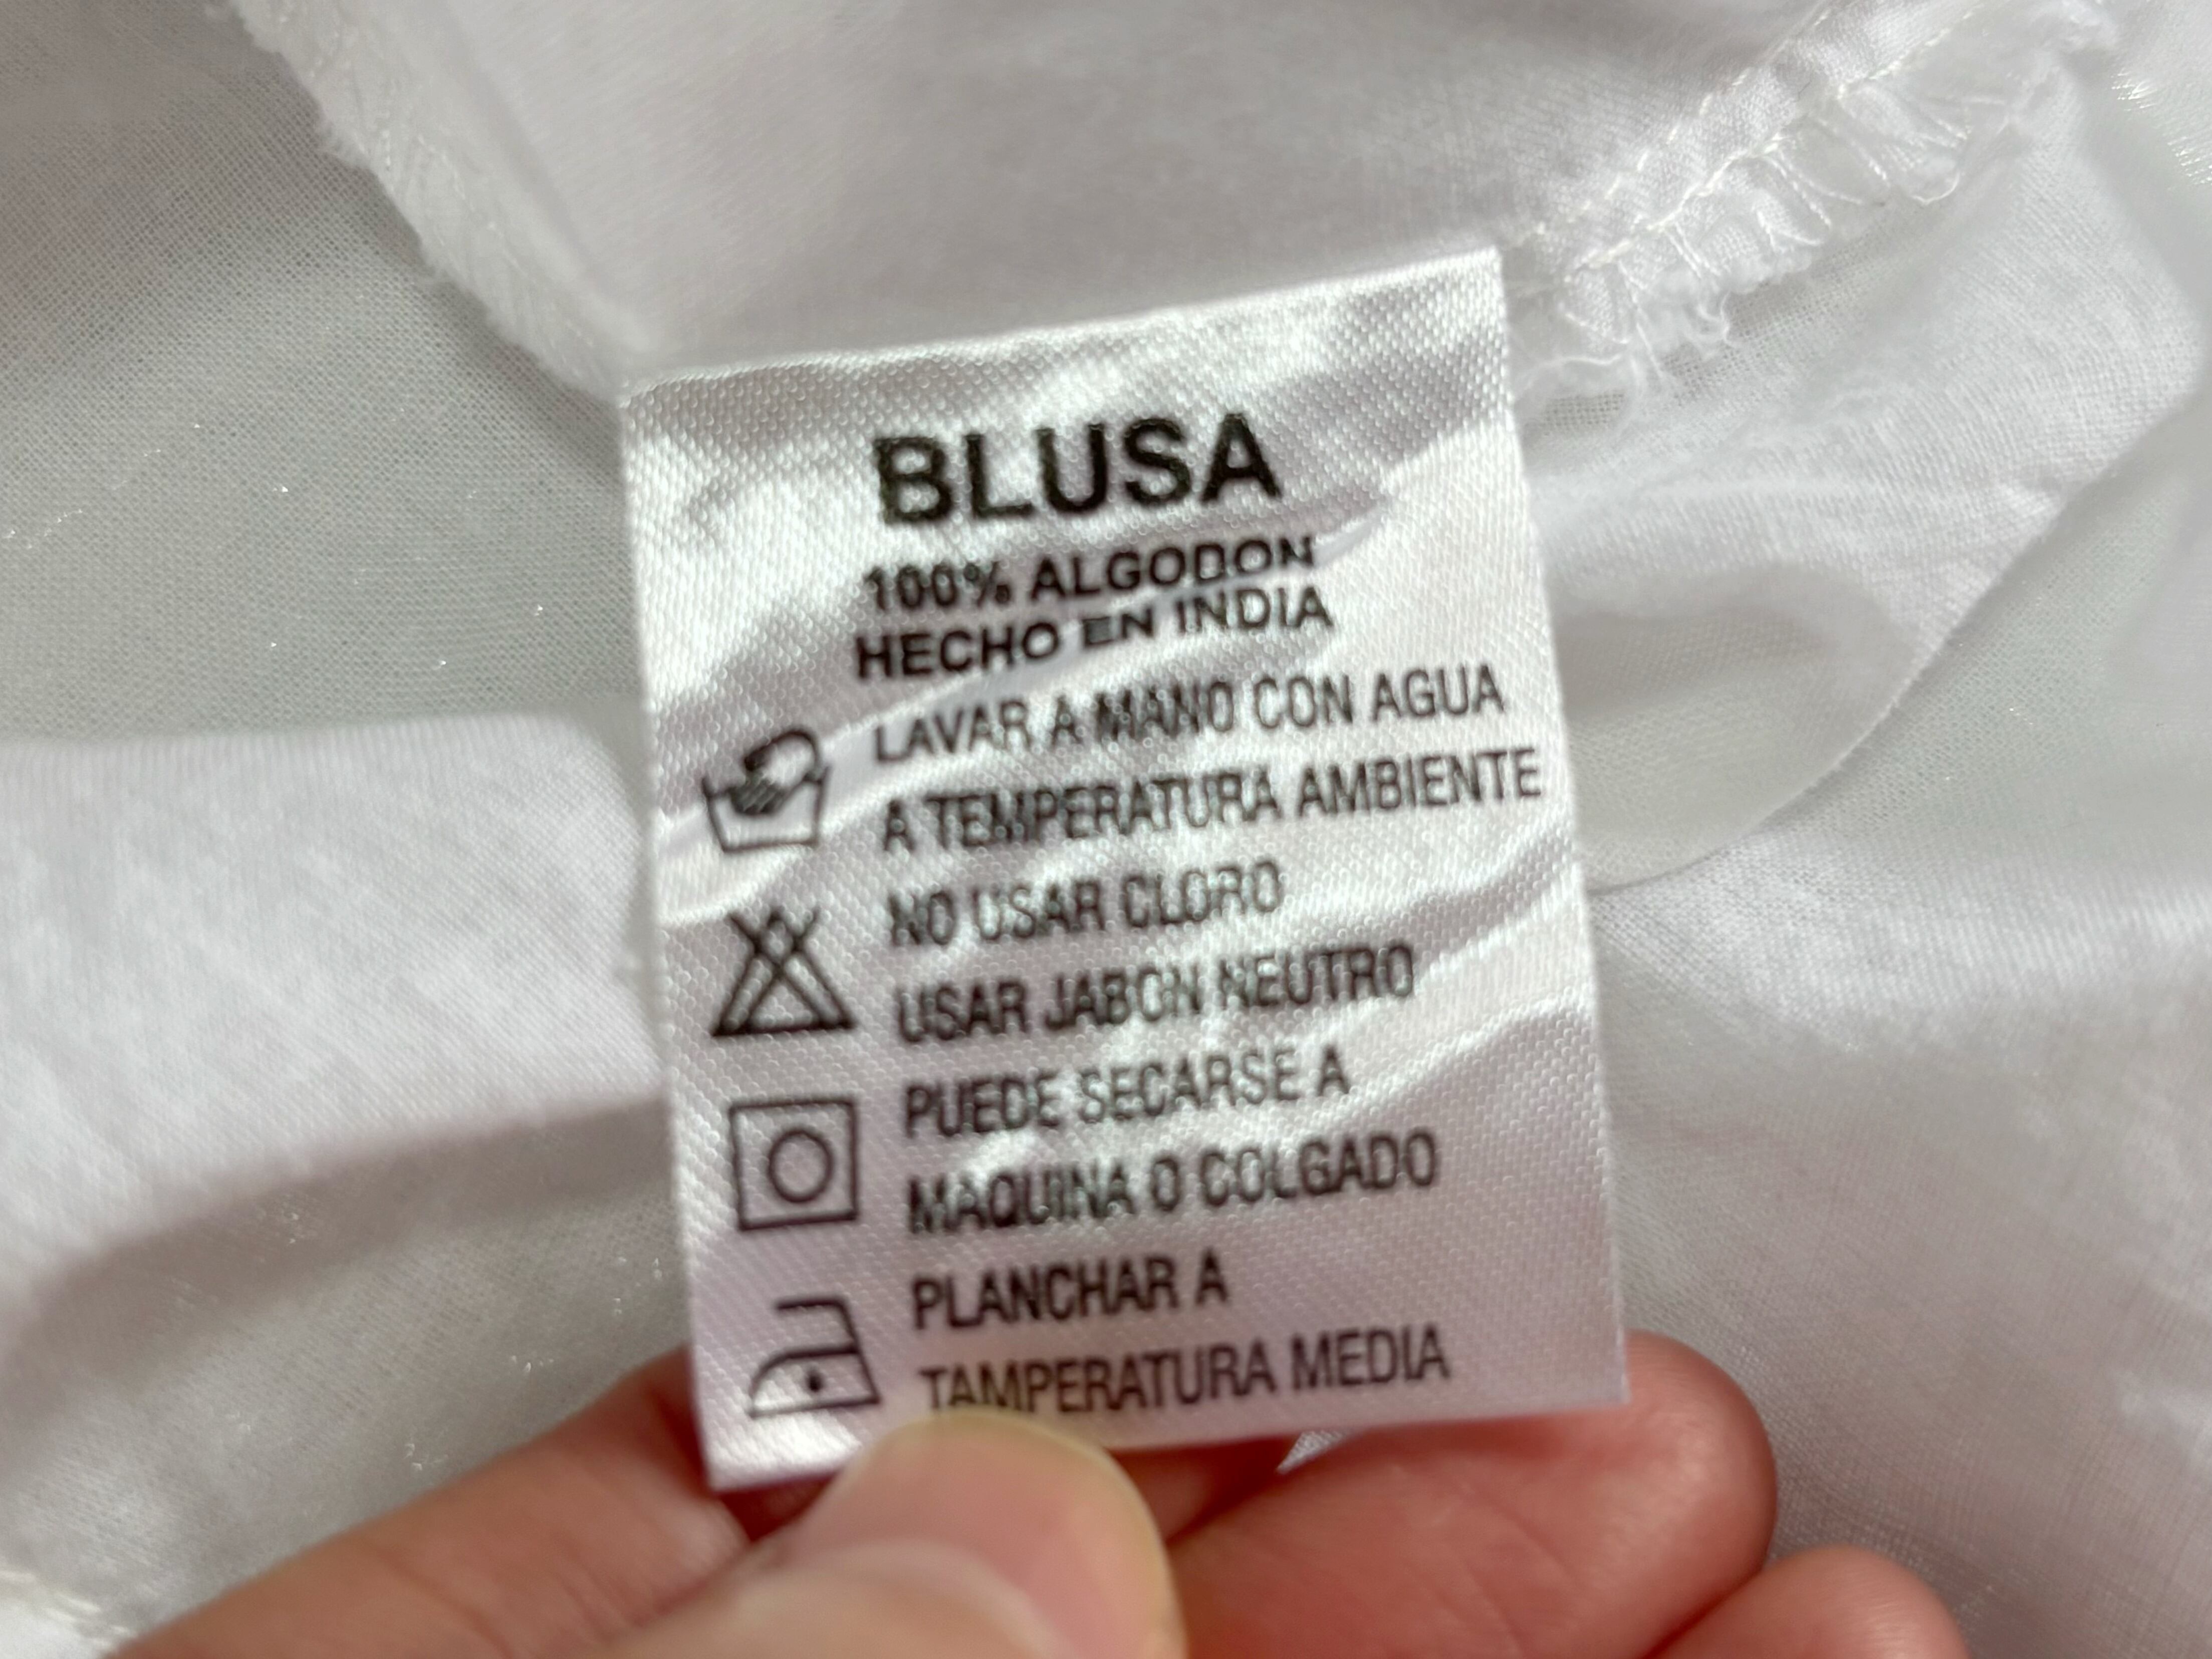 BLUSA
100% ALGODON
HECHO EN INDIA
LAVAR A MANO CON AGUA
A TEMPERATURA AMBIENTE
NO USAR CLORO
USAR JABON NEUTRO
PUEDE SECARSE A
MAQUINA O COLGADO
PLANCHAR A
TAMPERATURA MEDIA